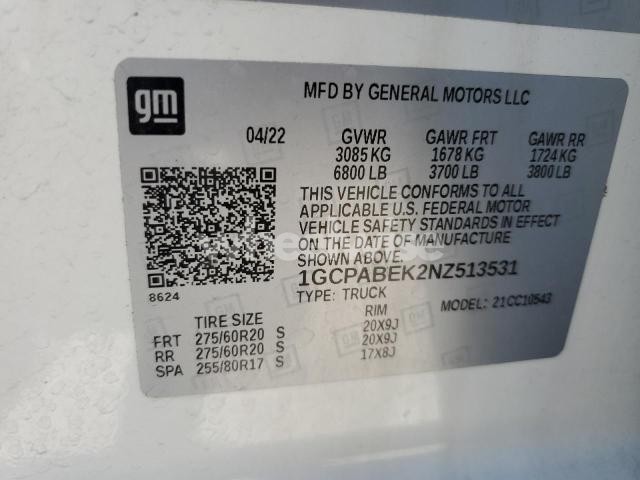 gm
MFD BY GENERAL MOTORS LLC
04/22 GVWR GAWR FRT GAWR RR
3085 KG 1678 KG 1724 KG
6800 LB 3700 LB 3800 LB
THIS VEHICLE CONFORMS TO ALL
APPLICABLE U.S. FEDERAL MOTOR
VEHICLE SAFETY STANDARDS IN EFFECT
ON THE DATE OF MANUFACTURE
SHOWN ABOVE.
1GCPABEK2NZ513531
8624
TYPE: TRUCK MODEL: 21CC10543
TIRE SIZE RIM
FRT 275/60R20 S 20X9J
RR 275/60R20 S 20X9J
SPA 255/80R17 S 17X8J